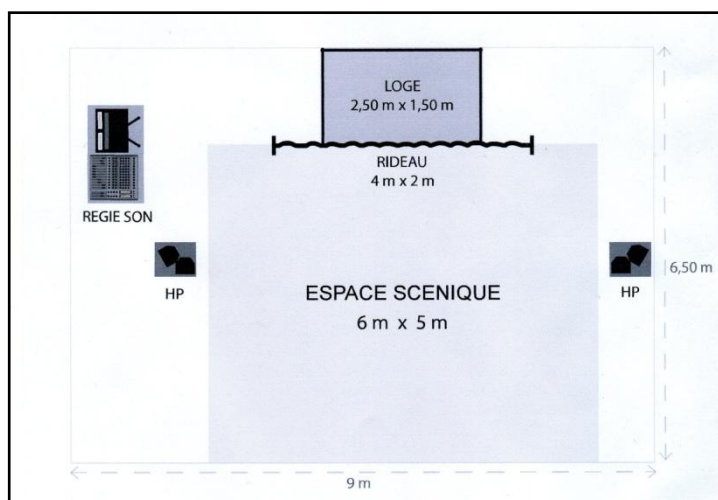 LOGE
2,50 m x 1,50 m
RIDEAU
4 m x 2 m
REGIE SON
HP
HP
6,50 m
ESPACE SCENIQUE
6 m x 5 m
9 m